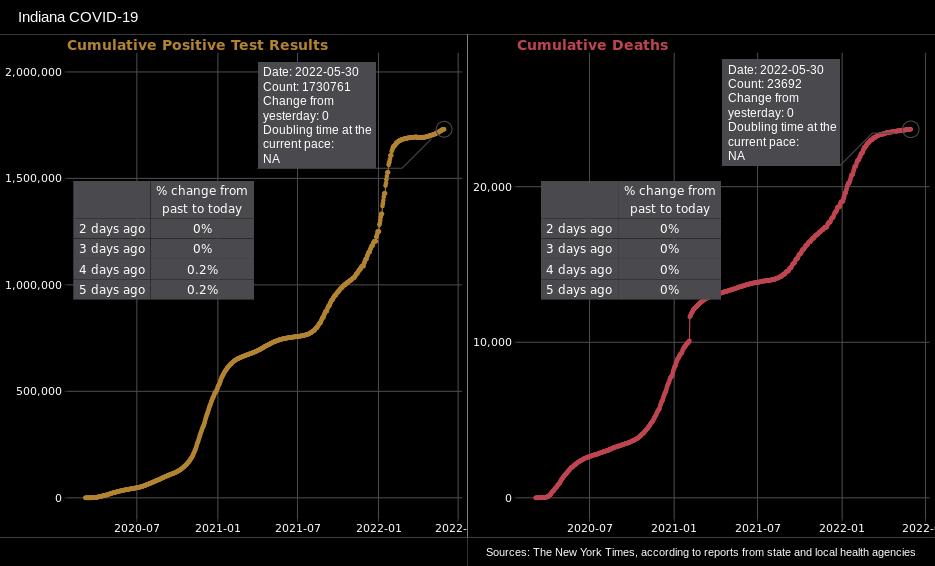 Indiana COVID-19
Cumulative Positive Test Results
2,000,000
1,500,000
1,000,000
500,000
0
Date: 2022-05-30
Count: 1730761
Change from
yesterday: 0
Doubling time at the
current pace:
NA
% change from
past to today
2 days ago 0%
3 days ago 0%
4 days ago 0.2%
5 days ago 0.2%
2020-07 2021-01 2021-07 2022-01 2022-
Cumulative Deaths
20,000
10,000
0
Date: 2022-05-30
Count: 23692
Change from
yesterday: 0
Doubling time at the
current pace:
NA
% change from
past to today
2 days ago 0%
3 days ago 0%
4 days ago 0%
5 days ago 0%
2020-07 2021-01 2021-07 2022-01 2022-
Sources: The New York Times, according to reports from state and local health agencies